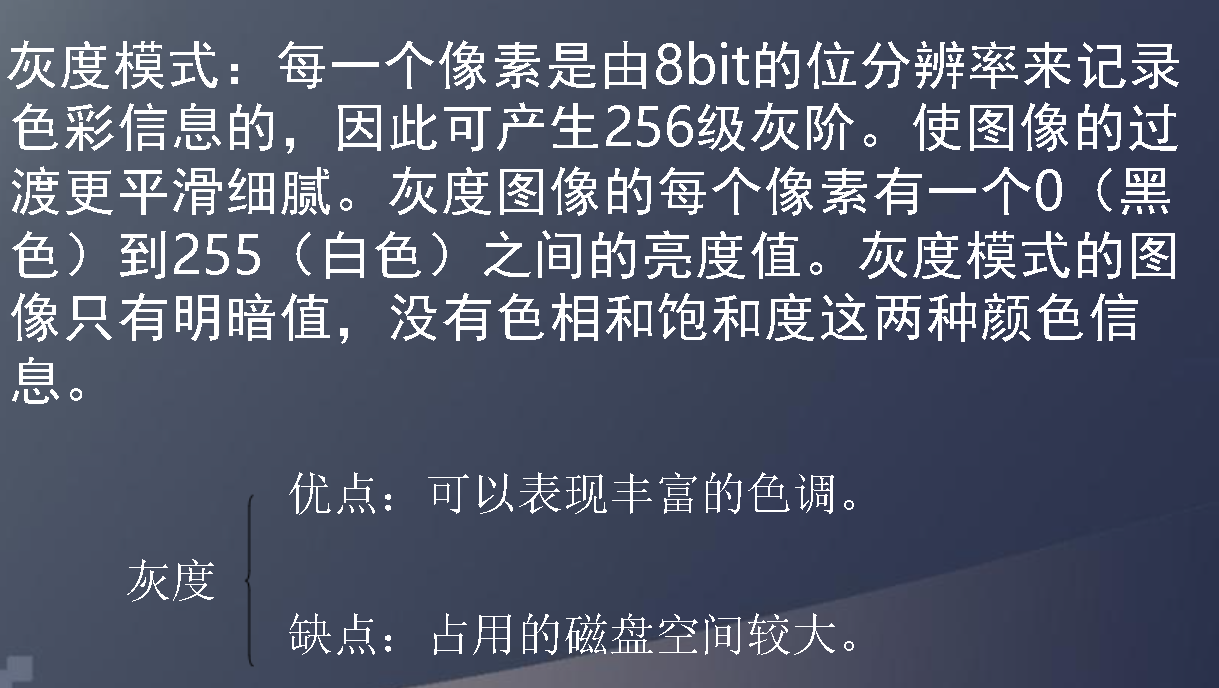 灰度模式：每一个像素是由8bit的位分辨率来记录
色彩信息的，因此可产生256级灰阶。使图像的过
渡更平滑细腻。灰度图像的每个像素有一个0（黑
色）到255（白色）之间的亮度值。灰度模式的图
像只有明暗值，没有色相和饱和度这两种颜色信
息。
优点：可以表现丰富的色调。
灰度
缺点：占用的磁盘空间较大。